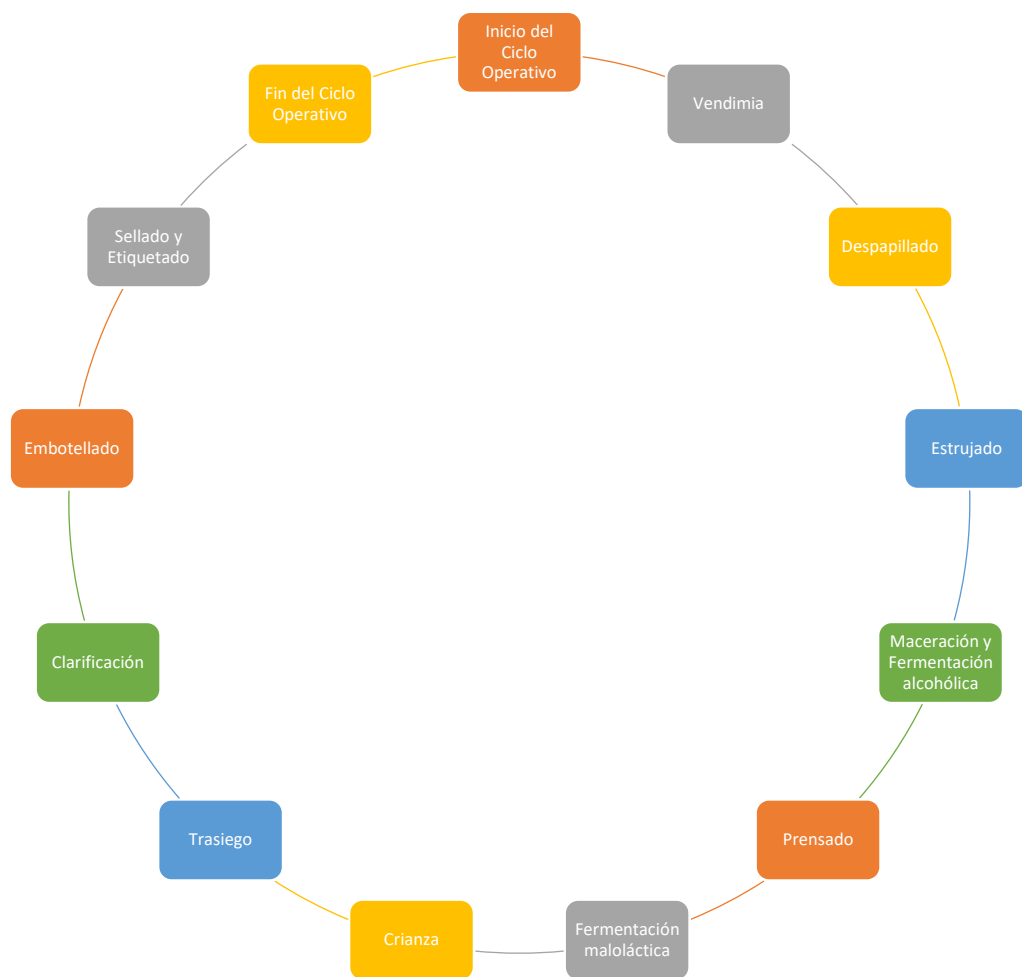 Inicio del
Ciclo
Operativo
Vendimia
Despapillado
Estrujado
Maceración y
Fermentación
alcohólica
Prensado
Fermentación
maloláctica
Crianza
Trasiego
Clarificación
Embotellado
Sellado y
Etiquetado
Fin del Ciclo
Operativo